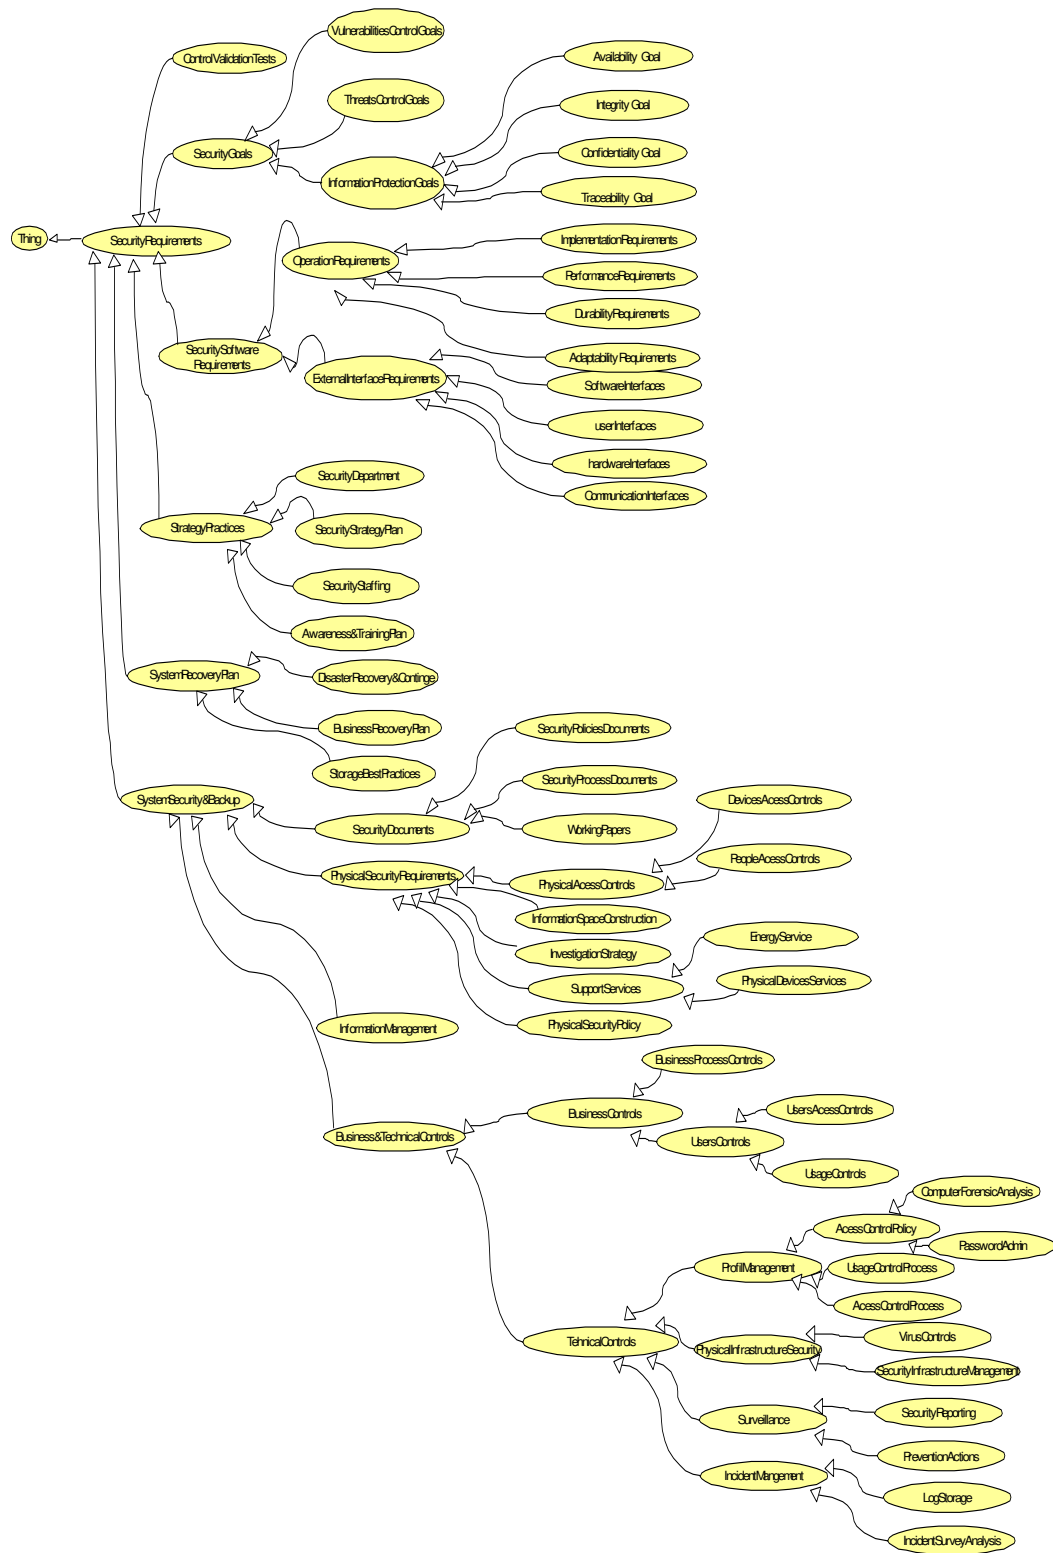 VulnerabilitiesControlGoals
ControlValidationTests
Availability Goal
ThreatsControlGoals
Integrity Goal
SecurityGoals
Confidentiality Goal
InformationProtectionGoals
Traceability Goal
Thing
SecurityRequirements
ImplementationRequirements
OperationRequirements
PerformanceRequirements
DurabilityRequirements
SecuritySoftware
Requirements
Adaptability Requirements
ExternalInterfaceRequirements
SoftwareInterfaces
userInterfaces
hardwareInterfaces
CommunicationInterfaces
SecurityDepartment
StrategyPractices
SecurityStrategyPlan
SecurityStaffing
Awareness&TrainingPlan
SystemRecoveryPlan
DisasterRecovery&Continge
BusinessRecoveryPlan
SecurityPoliciesDocuments
StorageBestPractices
SecurityProcessDocuments
SystemSecurity&Backup
DevicesAcessControls
SecurityDocuments
WorkingPapers
PeopleAcessControls
PhysicalSecurityRequirements
PhysicalAcessControls
InformationSpaceConstruction
EnergyService
InvestigationStrategy
PhysicalDevicesServices
SupportServices
InformationManagement
PhysicalSecurityPolicy
BusinessProcessControls
BusinessControls
UsersAcessControls
Business&TechnicalControls
UsersControls
UsageControls
ComputerForensicAnalysis
AcessControlPolicy
PasswordAdmin
ProfilManagement
UsageControlProcess
AcessControlProcess
TehnicalControls
VirusControls
PhysicalInfrastructureSecurity
SecurityInfrastructureManagement
Surveillance
SecurityReporting
PreventionActions
IncidentMangement
LogStorage
IncidentSurveyAnalysis